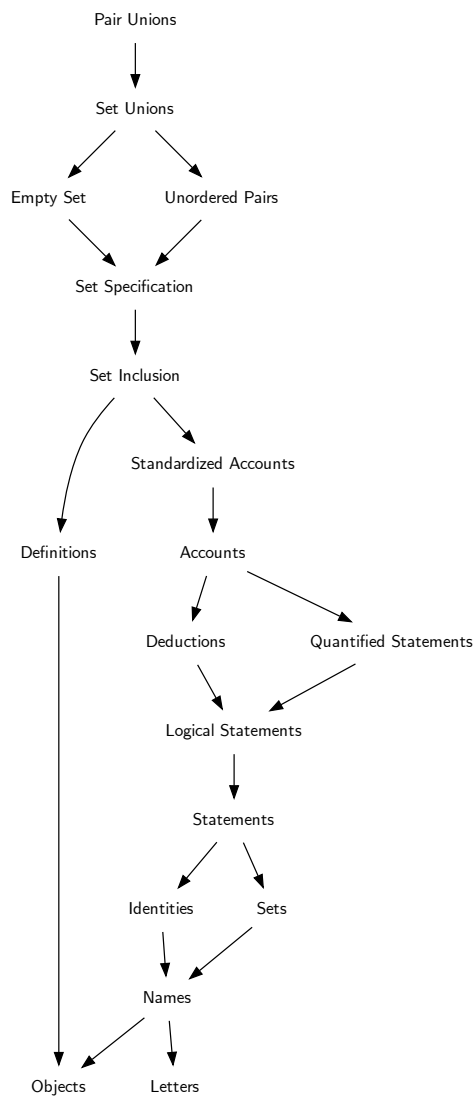 Pair Unions
Set Unions
Empty Set
Unordered Pairs
Set Specification
Set Inclusion
Standardized Accounts
Definitions
Accounts
Deductions
Quantified Statements
Logical Statements
Statements
Identities
Sets
Names
Objects
Letters